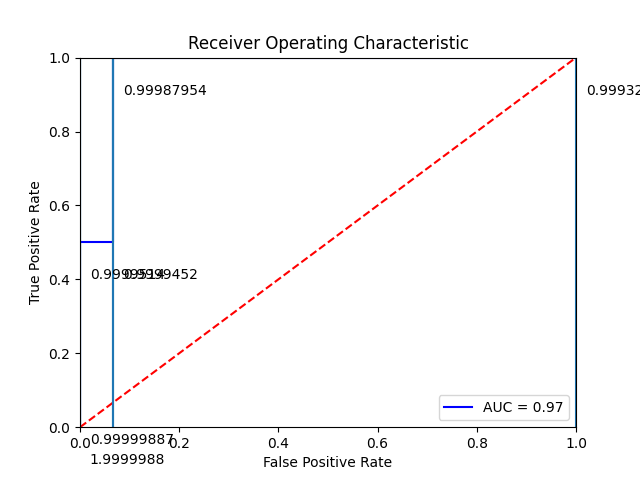 Receiver Operating Characteristic
1.0
0.99987954
0.99932
0.8
0.6
True Positive Rate
0.4
0.9999452
0.2
AUC = 0.97
0.0
0.99999887
0.0 0.2 0.4 0.6 0.8 1.0
1.9999988
False Positive Rate